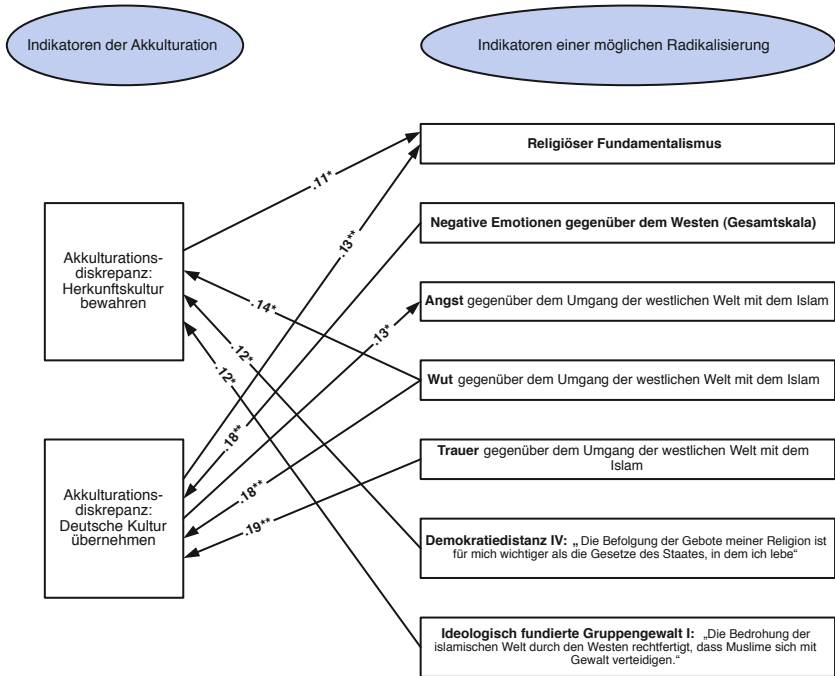 Indikatoren der Akkulturation
Indikatoren einer möglichen Radikalisierung
Religiöser Fundamentalismus
Negative Emotionen gegenüber dem Westen (Gesamtskala)
Angst gegenüber dem Umgang der westlichen Welt mit dem Islam
Wut gegenüber dem Umgang der westlichen Welt mit dem Islam
Trauer gegenüber dem Umgang der westlichen Welt mit dem
Islam
Demokratiedistanz IV: „ Die Befolgung der Gebote meiner Religion ist
für mich wichtiger als die Gesetze des Staates, in dem ich lebe“
Ideologisch fundierte Gruppengewalt I: „Die Bedrohung der
islamischen Welt durch den Westen rechtfertigt, dass Muslime sich mit
Gewalt verteidigen.“
Akkulturations-
diskrepanz:
Herkunftskultur
bewahren
Akkulturations-
diskrepanz:
Deutsche Kultur
übernehmen
.11*
.13**
.14*
.13*
.12*
.12*
.18**
.18**
.19**